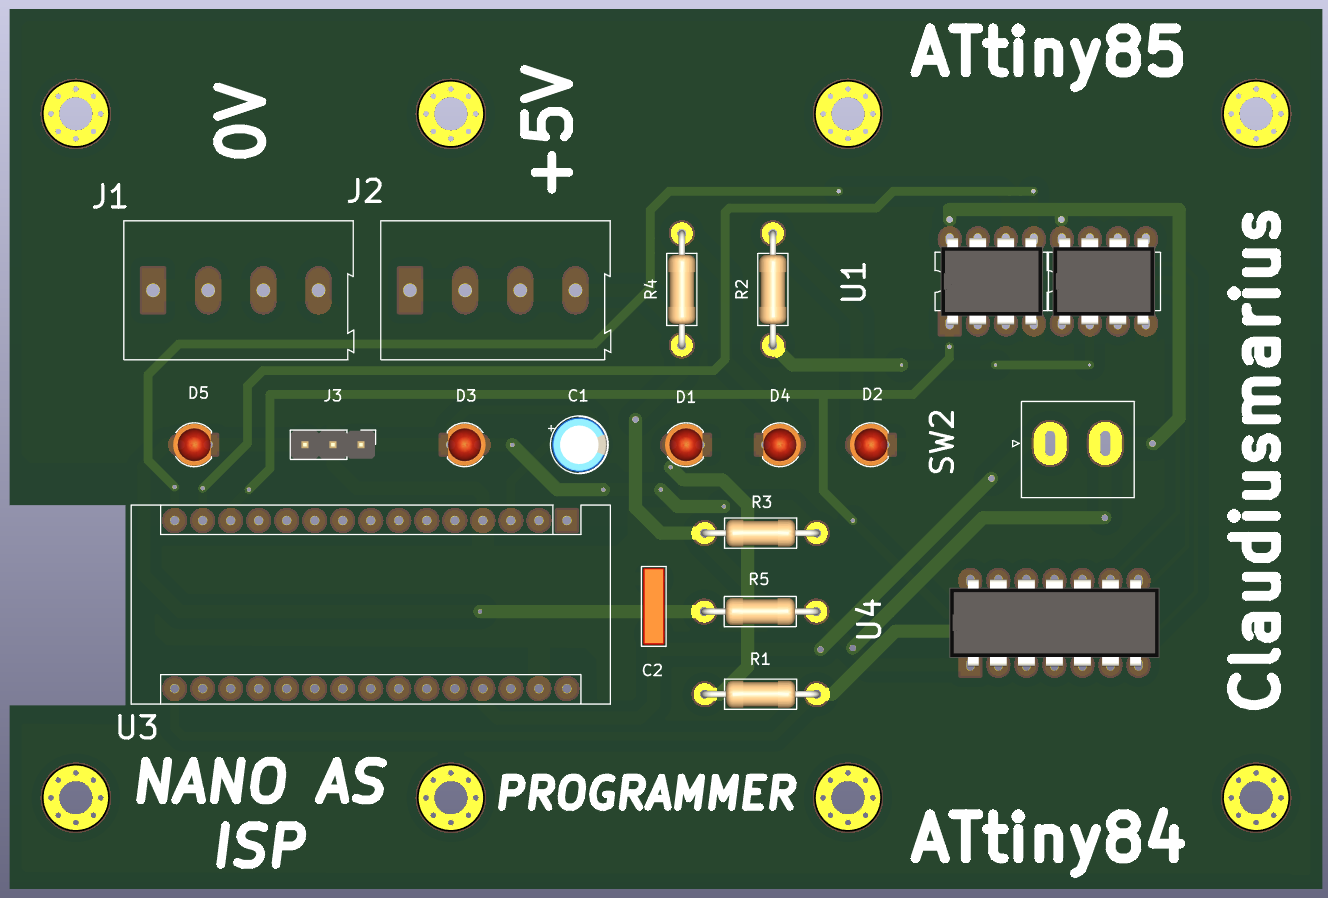 ATtiny85
0V
+5V
J1
J2
R4
R2
U1
Claudiusmarius
D5
J3
D3
C1
D1
D4
D2
+
SW2
R3
R5
U4
C2
R1
U3
NANO AS
ISP
PROGRAMMER
ATtiny84